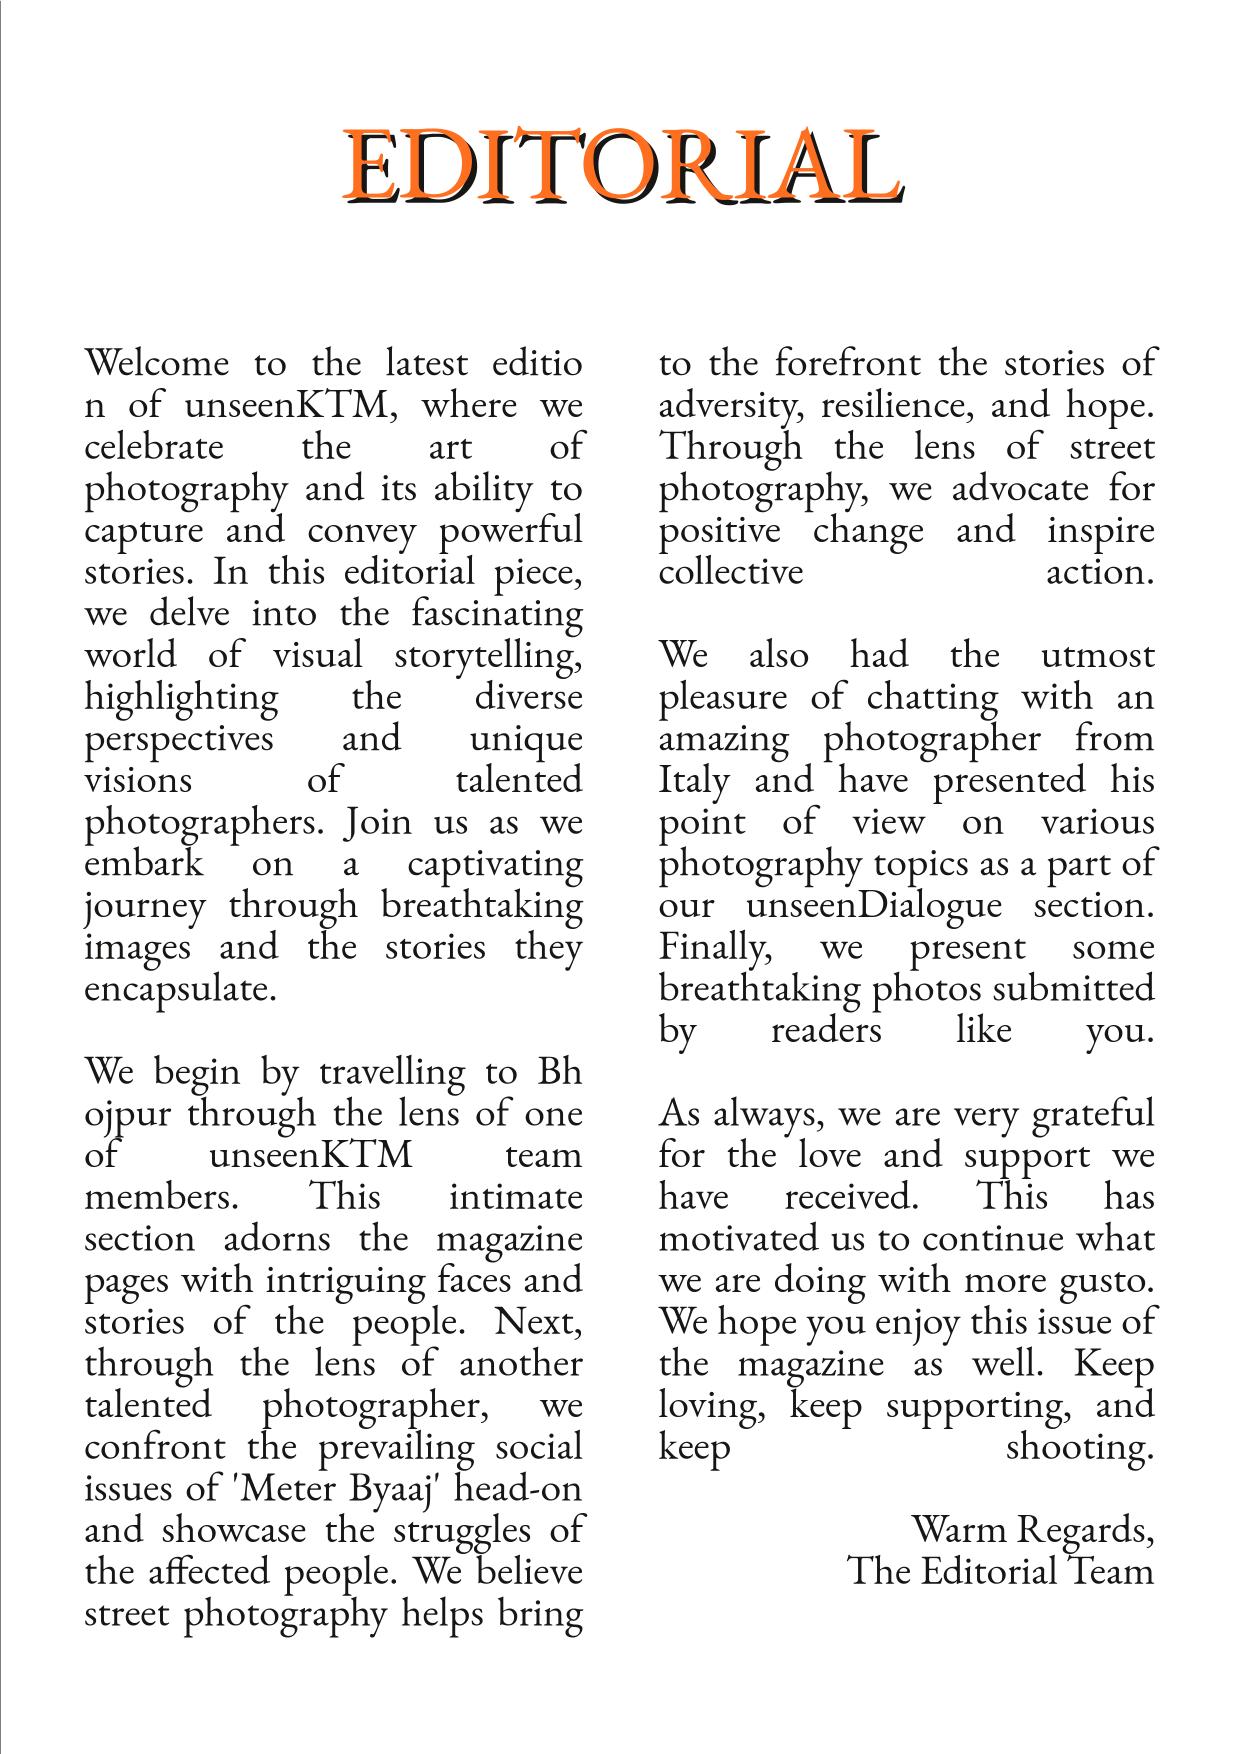 EDITORIAL
Welcome to the latest editio
n of unseenKTM, where we
celebrate the art of
photography and its ability to
capture and convey powerful
stories. In this editorial piece,
we delve into the fascinating
world of visual storytelling,
highlighting the diverse
perspectives and unique
visions of talented
photographers. Join us as we
embark on a captivating
journey through breathtaking
images and the stories they
encapsulate.
We begin by travelling to Bh
ojpur through the lens of one
of unseenKTM team
members. This intimate
section adorns the magazine
pages with intriguing faces and
stories of the people. Next,
through the lens of another
talented photographer, we
confront the prevailing social
issues of 'Meter Byaaj' head-on
and showcase the struggles of
the affected people. We believe
street photography helps bring
to the forefront the stories of
adversity, resilience, and hope.
Through the lens of street
photography, we advocate for
positive change and inspire
collective action.
We also had the utmost
pleasure of chatting with an
amazing photographer from
Italy and have presented his
point of view on various
photography topics as a part of
our unseenDialogue section.
Finally, we present some
breathtaking photos submitted
by readers like you.
As always, we are very grateful
for the love and support we
have received. This has
motivated us to continue what
we are doing with more gusto.
We hope you enjoy this issue of
the magazine as well. Keep
loving, keep supporting, and
keep shooting.
Warm Regards,
The Editorial Team